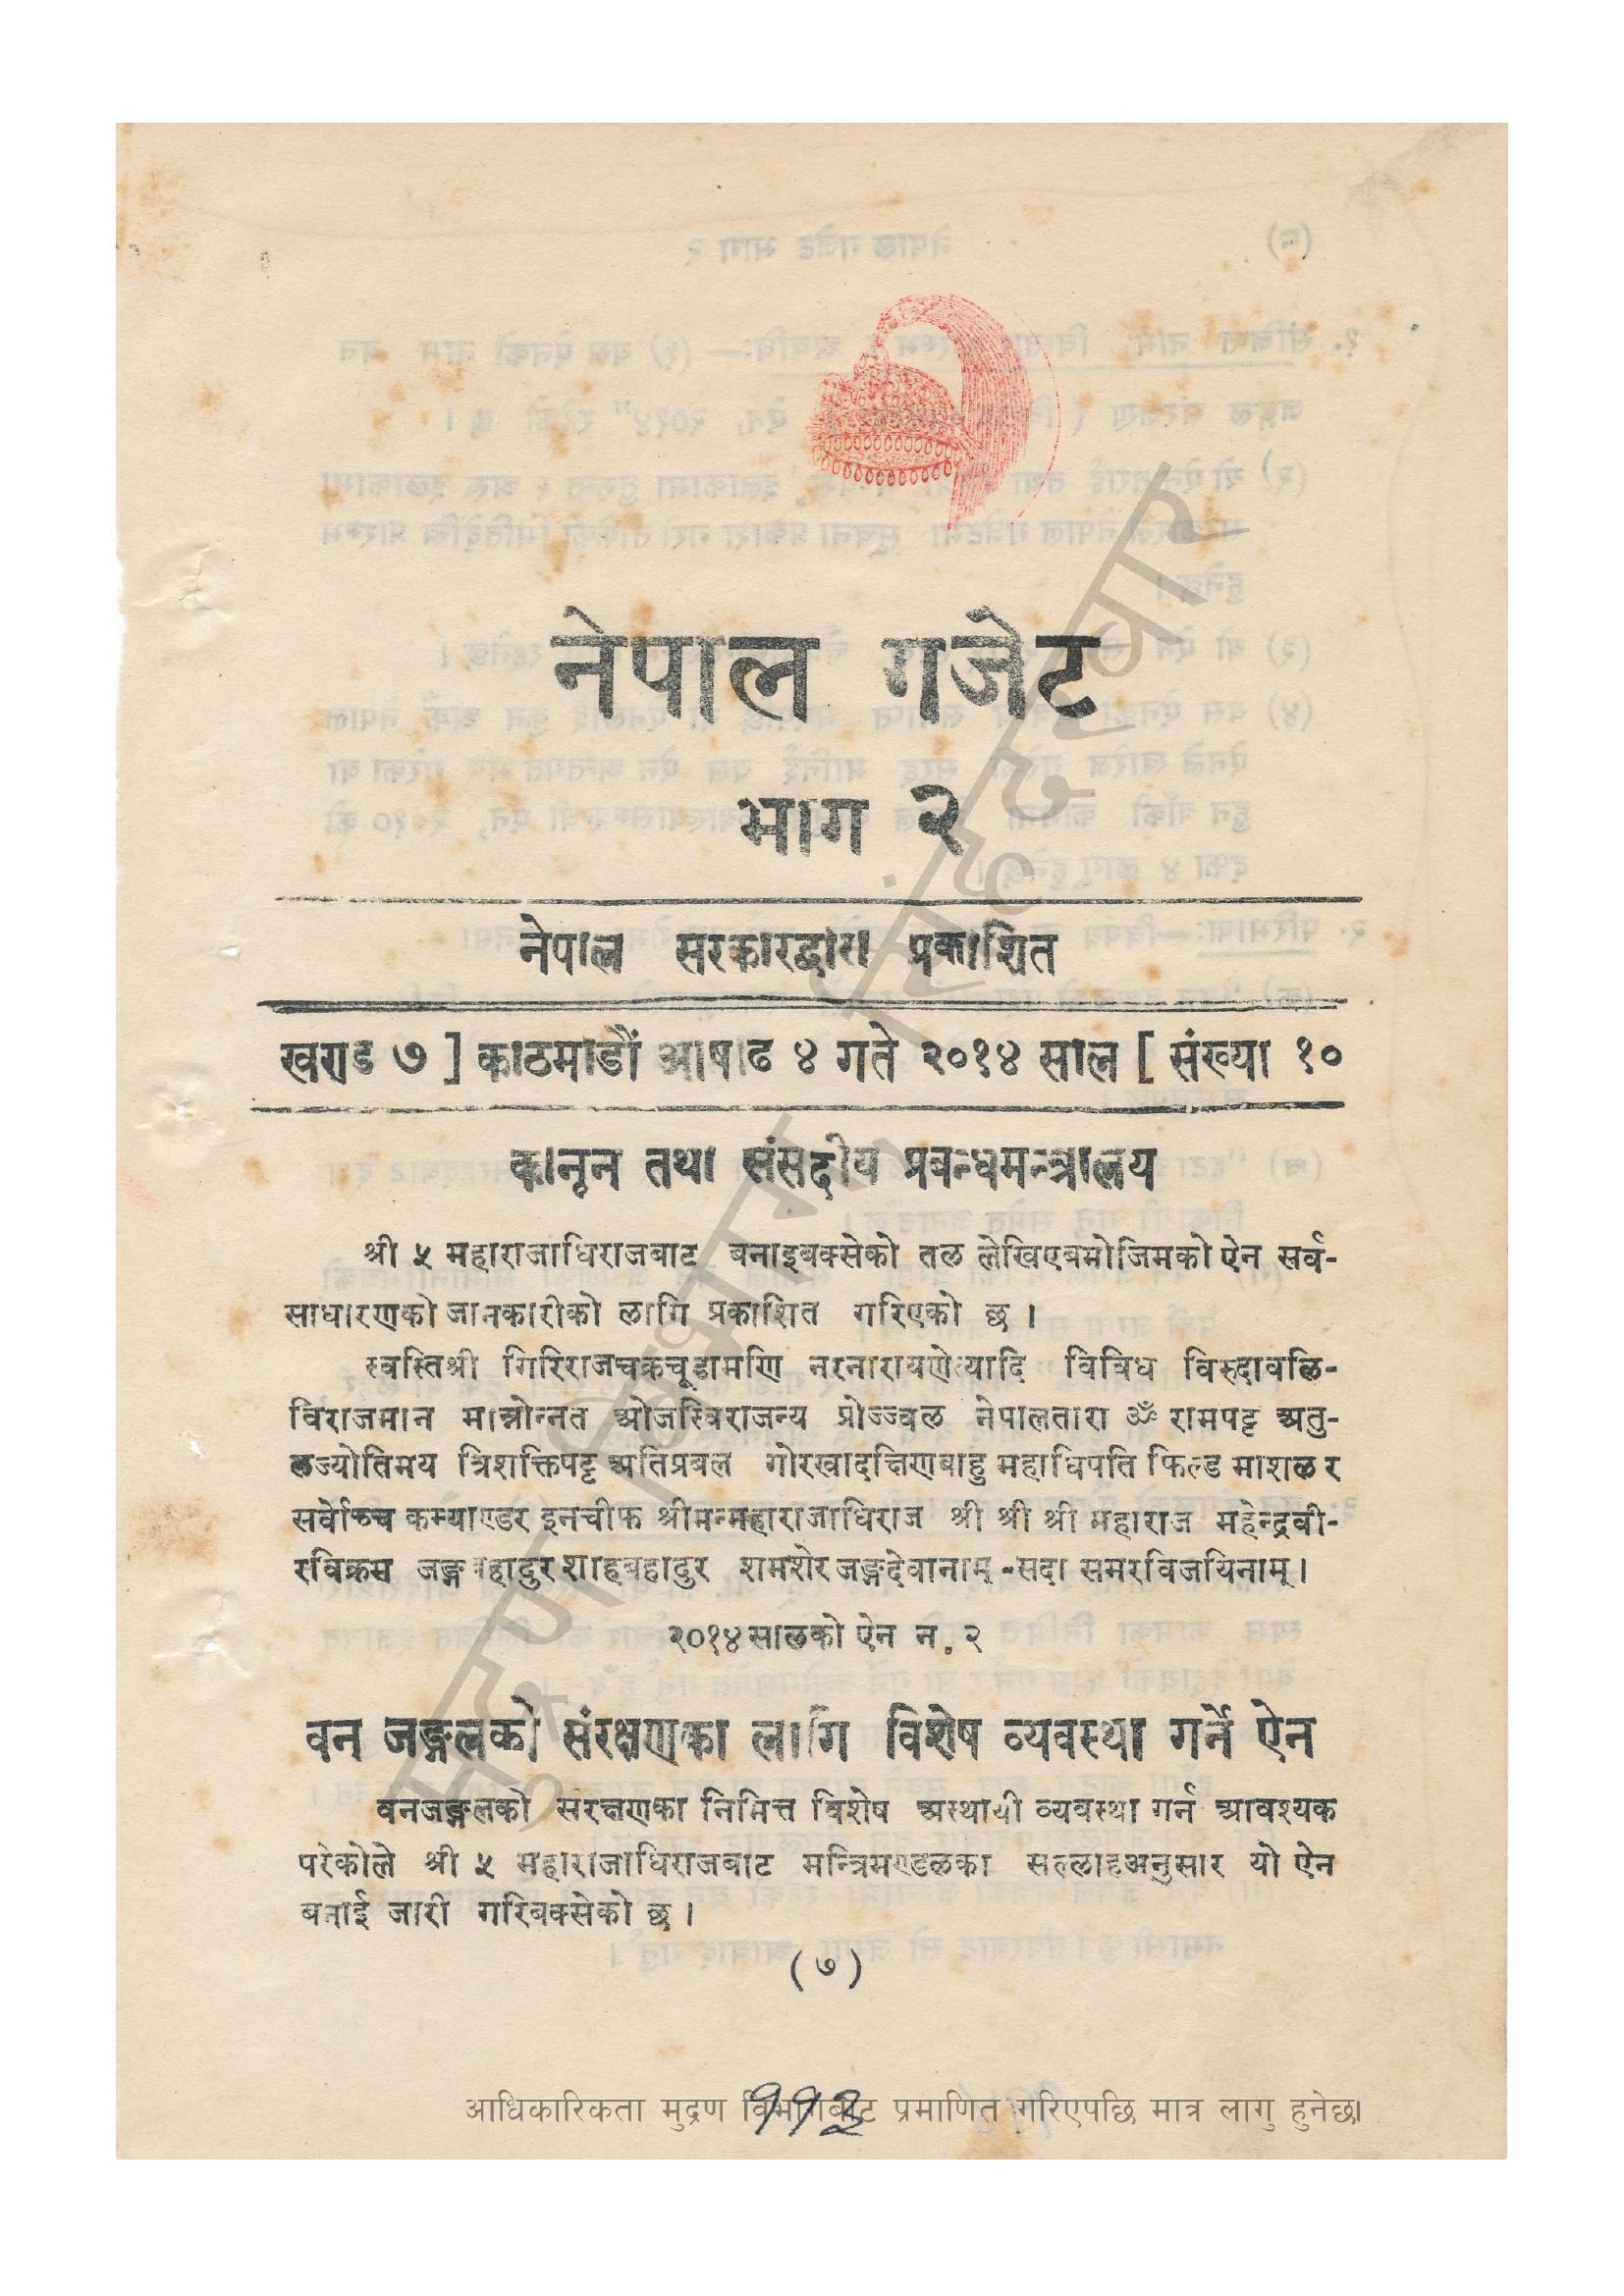 नेपाल गजेट
भाग २
नेपाल सरकारद्वारा प्रकाशित
खण्ड ७ ] काठमाडौं आषाढ ४ गते २०१४ साल [ संख्या १०
कानून तथा संसदीय प्रबन्धमन्त्रालय
श्री ५ महाराजाधिराजबाट बनाइबक्सेको तल लेखिएबमोजिमको ऐन सर्व-
साधारणको जानकारीको लागि प्रकाशित गरिएको छ ।
स्वस्तिश्री गिरिराजचक्रचूडामणि नरनारायणेत्यादि विविध विरुदावलि-
विराजमान मान्नोन्नत ओजस्विराजन्य प्रोज्ज्वल नेपालतारा ॐ रामपट्ट अतु-
लज्योतिमय त्रिशक्तिपट्ट अतिप्रबल गोरखादक्षिणबाहु महाधिपति फिल्ड माशल र
सर्वोच्च कम्याण्डर इनचीफ श्रीमन्महाराजाधिराज श्री श्री श्री महाराज महेन्द्रवी-
रविक्रम जङ्गबहादुर शाहबहादुर शमशेर जङ्गदेवानाम् -सदा समरविजयिनाम् ।
२०१४ सालको ऐन न. २
वन जङ्गलको संरक्षणका लागि विशेष व्यवस्था गर्ने ऐन
वनजङ्गलको सरक्षणका निमित्त विशेष अस्थायी व्यवस्था गर्न आवश्यक
परेकोले श्री ५ महाराजाधिराजबाट मन्त्रिमण्डलका सल्लाहअनुसार यो ऐन
बनाई जारी गरिबक्सेको छ ।
( ७ )
११३
आधिकारिकता मुद्रण विभागबाट प्रमाणित गरिएपछि मात्र लागु हुनेछ।